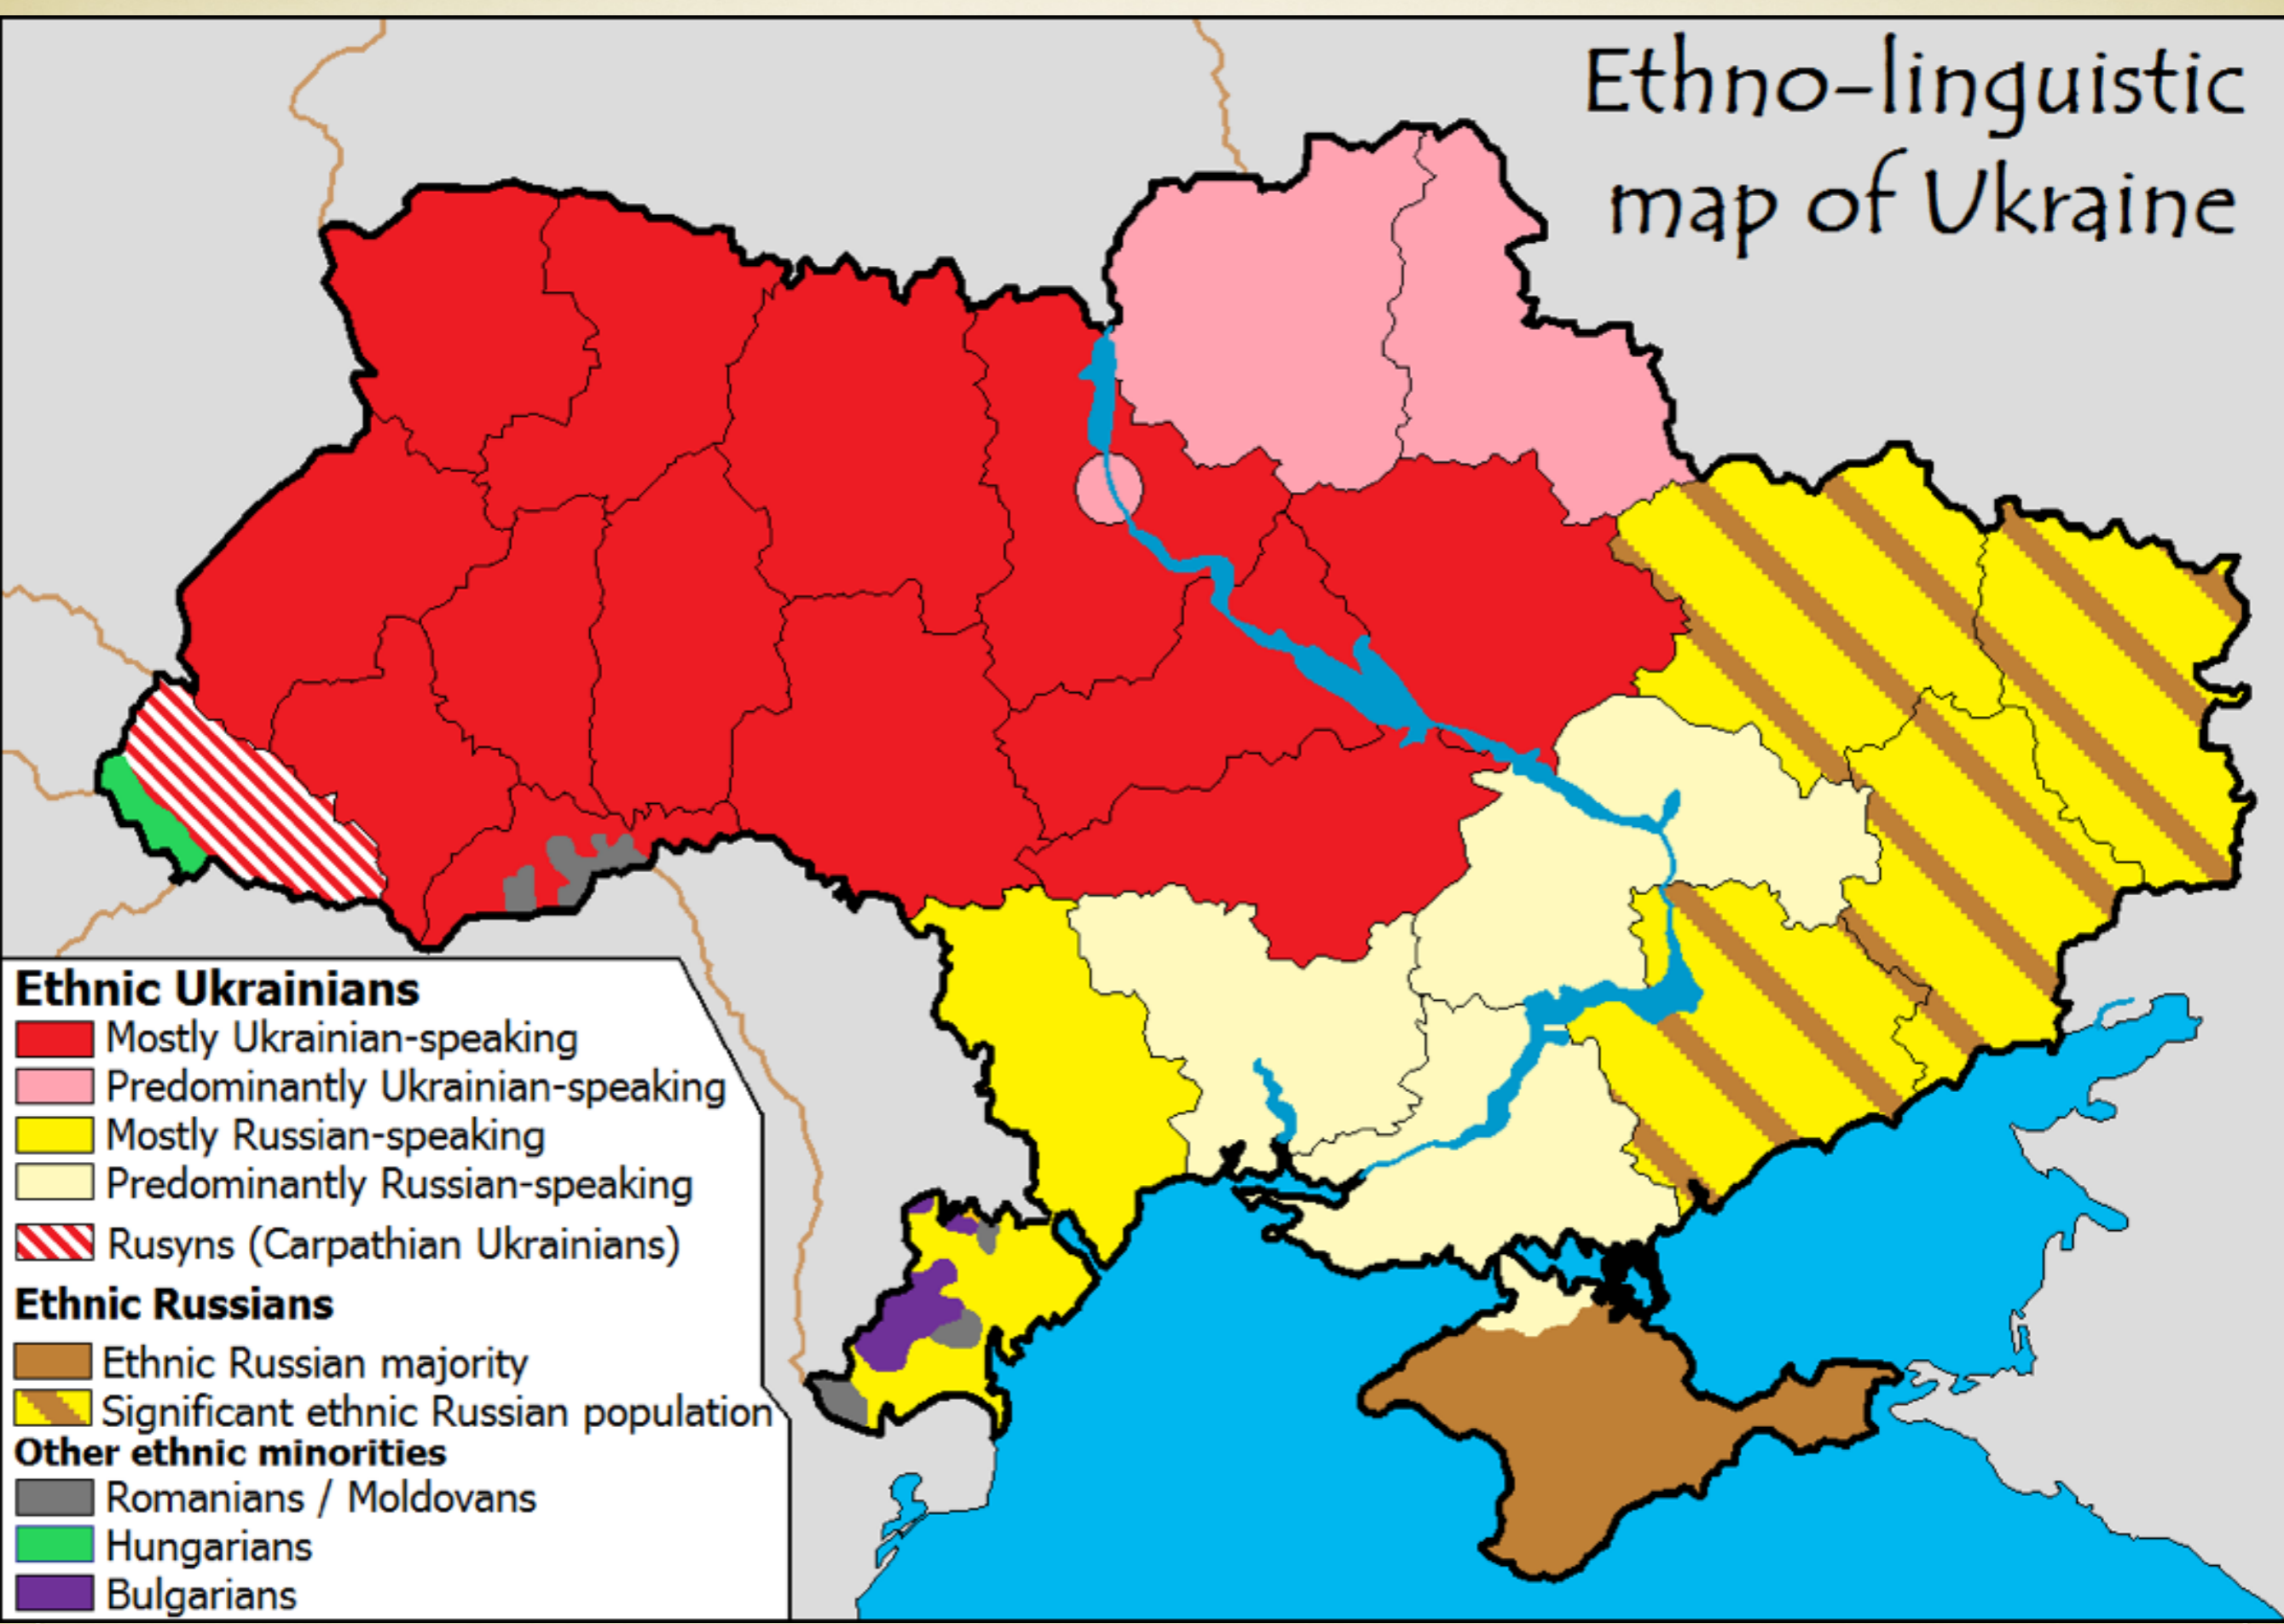 Ethno-linguistic
map of Ukraine
Ethnic Ukrainians
Mostly Ukrainian-speaking
Predominantly Ukrainian-speaking
Mostly Russian-speaking
Predominantly Russian-speaking
Rusyns (Carpathian Ukrainians)
Ethnic Russians
Ethnic Russian majority
Significant ethnic Russian population
Other ethnic minorities
Romanians / Moldovans
Hungarians
Bulgarians